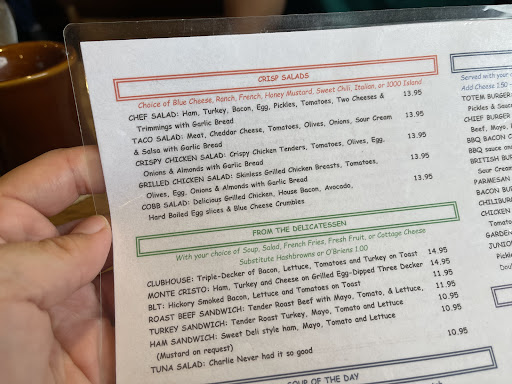 CRISP SALADS
Choice of Blue Cheese, Ranch, French, Honey Mustard, Sweet Chili, Italian, or 1000 Island
CHEF SALAD: Ham, Turkey, Bacon, Egg, Pickles, Tomatoes, Two Cheeses & 13.95
Trimmings with Garlic Bread
TACO SALAD: Meat, Cheddar Cheese, Tomatoes, Olives, Onions, Sour Cream 13.95
& Salsa with Garlic Bread
CRISPY CHICKEN SALAD: Crispy Chicken Tenders, Tomatoes, Olives, Egg, 13.95
Onions & Almonds with Garlic Bread
GRILLED CHICKEN SALAD: Skinless Grilled Chicken Breasts, Tomatoes, 13.95
Olives, Egg, Onions & Almonds with Garlic Bread
COBB SALAD: Delicious Grilled Chicken, House Bacon, Avocado, 13.95
Hard Boiled Egg slices & Blue Cheese Crumbles
FROM THE DELICATESSEN
With your choice of Soup, Salad, French Fries, Fresh Fruit, or Cottage Cheese
Substitute Hashbrowns or O'Briens 1.00
CLUBHOUSE: Triple-Decker of Bacon, Lettuce, Tomatoes and Turkey on Toast 14.95
MONTE CRISTO: Ham, Turkey and Cheese on Grilled Egg-Dipped Three Decker 14.95
BLT: Hickory Smoked Bacon, Lettuce and Tomatoes on Toast 11.95
ROAST BEEF SANDWICH: Tender Roast Beef with Mayo, Tomato, & Lettuce, 11.95
TURKEY SANDWICH: Tender Roast Turkey, Mayo, Tomato and Lettuce 10.95
HAM SANDWICH: Sweet Deli style ham, Mayo, Tomato and Lettuce 10.95
(Mustard on request)
TUNA SALAD: Charlie Never had it so good 10.95
SOUP OF THE DAY
Served with your
Add Cheese 1.50
TOTEM BURGER
Pickles & Sauce
CHIEF BURGER
Beef, Mayo,
BBQ BACON
BBQ sauce
BRITISH BURG
Sour Cream
PARMESAN
BACON BUR
CHILIBURG
CHICKEN
Tomato
GARDEN
JUNIO
Pickle